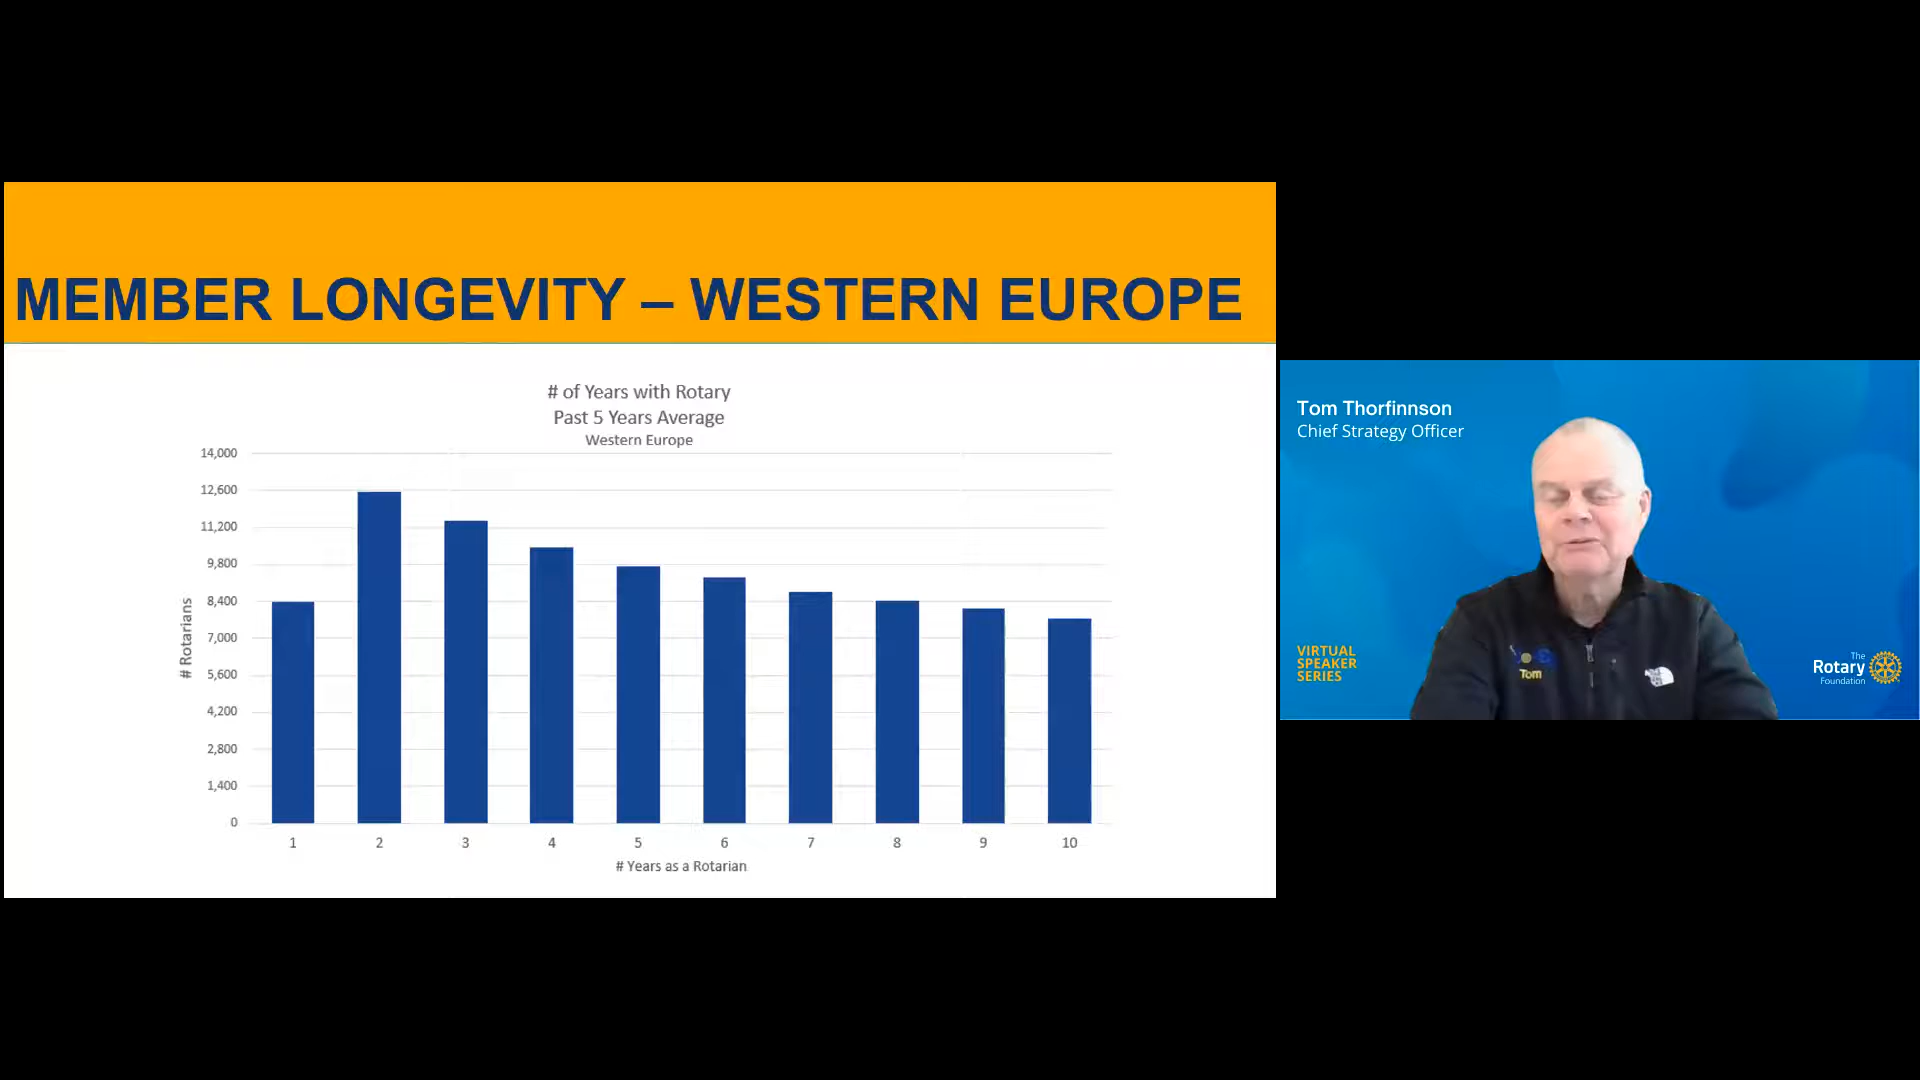 MEMBER LONGEVITY – WESTERN EUROPE
# of Years with Rotary
Past 5 Years Average
Western Europe
14,000
12,600
11,200
9,800
8,400
7,000
5,600
4,200
2,800
1,400
0
# Rotarians
1 2 3 4 5 6 7 8 9 10
# Years as a Rotarian
Tom Thorfinnson
Chief Strategy Officer
VIRTUAL
SPEAKER
SERIES
Tom
The
Rotary
Foundation